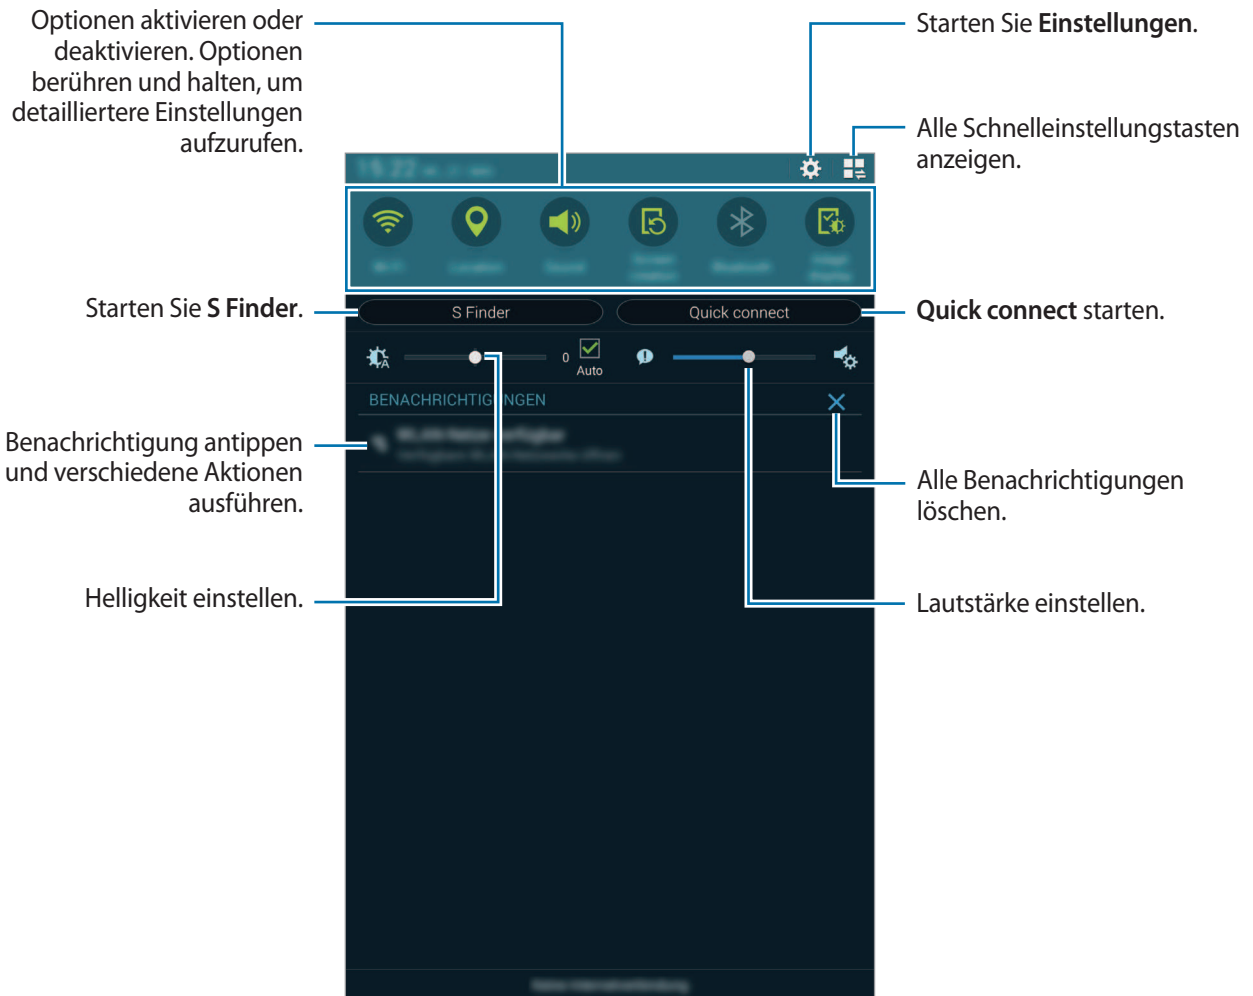 Optionen aktivieren oder
deaktivieren. Optionen
berühren und halten, um
detailliertere Einstellungen
aufzurufen.
Starten Sie Einstellungen.
Alle Schnelleinstellungstasten
anzeigen.
Starten Sie S Finder.
S Finder
Quick connect
Quick connect starten.
0
Auto
BENACHRICHTIGUNGEN
Benachrichtigung antippen
und verschiedene Aktionen
ausführen.
Alle Benachrichtigungen
löschen.
Helligkeit einstellen.
Lautstärke einstellen.